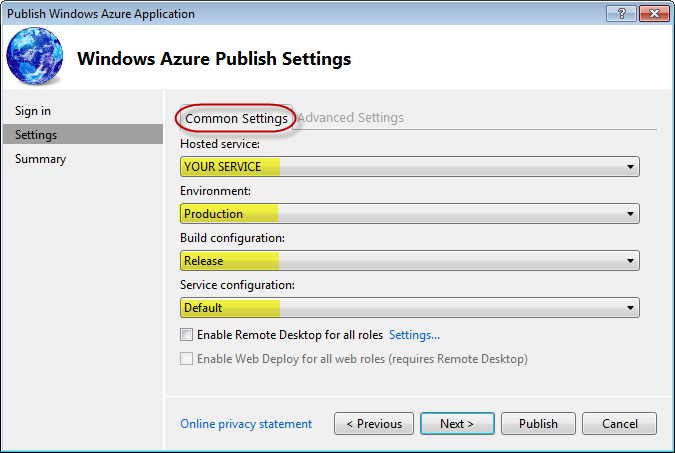 Publish Windows Azure Application
Windows Azure Publish Settings
Sign in
Settings
Summary
Common Settings Advanced Settings
Hosted service:
YOUR SERVICE
Environment:
Production
Build configuration:
Release
Service configuration:
Default
Enable Remote Desktop for all roles Settings...
Enable Web Deploy for all web roles (requires Remote Desktop)
Online privacy statement < Previous Next > Publish Cancel